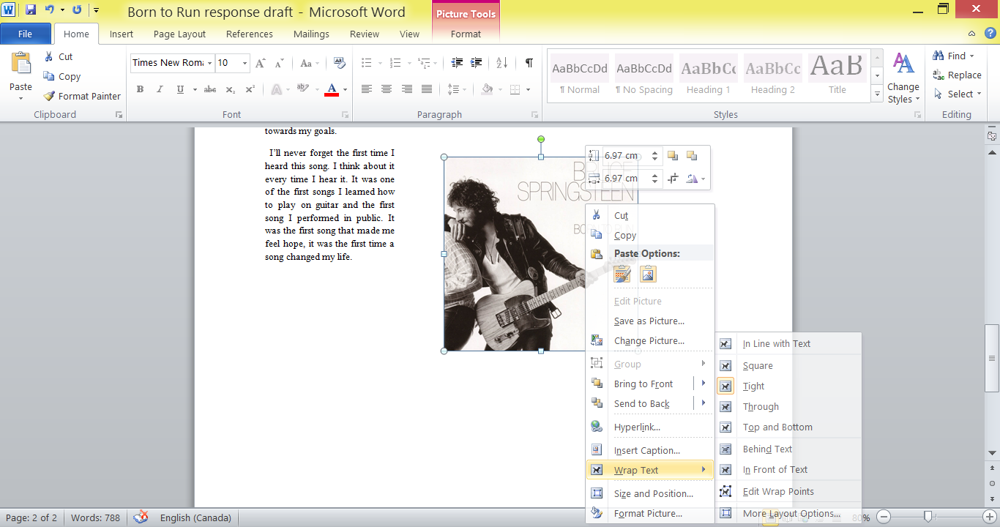 Born to Run response draft - Microsoft Word
Picture Tools
File Home Insert Page Layout References Mailings Review View Format
Paste
Cut
Copy
Format Painter
Clipboard
Times New Roma 10
Aa
B I U abc x₂ x² A aby A
Font
A Z ¶
Paragraph
AaBbCcDd AaBbCcDd AaBbCc AaBbCc AaB
¶ Normal ¶ No Spacing Heading 1 Heading 2 Title
Change Styles
Styles
Find
Replace
Select
Editing
towards my goals.
I'll never forget the first time I
heard this song. I think about it
every time I hear it. It was one
of the first songs I learned how
to play on guitar and the first
song I performed in public. It
was the first song that made me
feel hope, it was the first time a
song changed my life.
BRUCE
SPRINGSTEEN
6.97 cm
6.97 cm
Cut
Copy
Paste Options:
Edit Picture
Save as Picture...
Change Picture...
Group
Bring to Front
Send to Back
Hyperlink...
Insert Caption...
Wrap Text
Size and Position...
Format Picture...
In Line with Text
Square
Tight
Through
Top and Bottom
Behind Text
In Front of Text
Edit Wrap Points
More Layout Options...
Page: 2 of 2 Words: 788 English (Canada) 80%